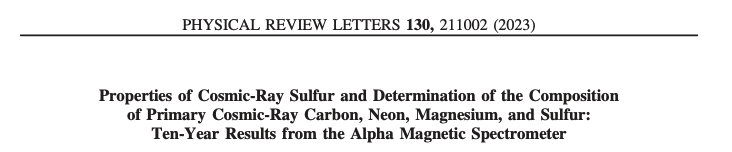 PHYSICAL REVIEW LETTERS 130, 211002 (2023)
Properties of Cosmic-Ray Sulfur and Determination of the Composition
of Primary Cosmic-Ray Carbon, Neon, Magnesium, and Sulfur:
Ten-Year Results from the Alpha Magnetic Spectrometer